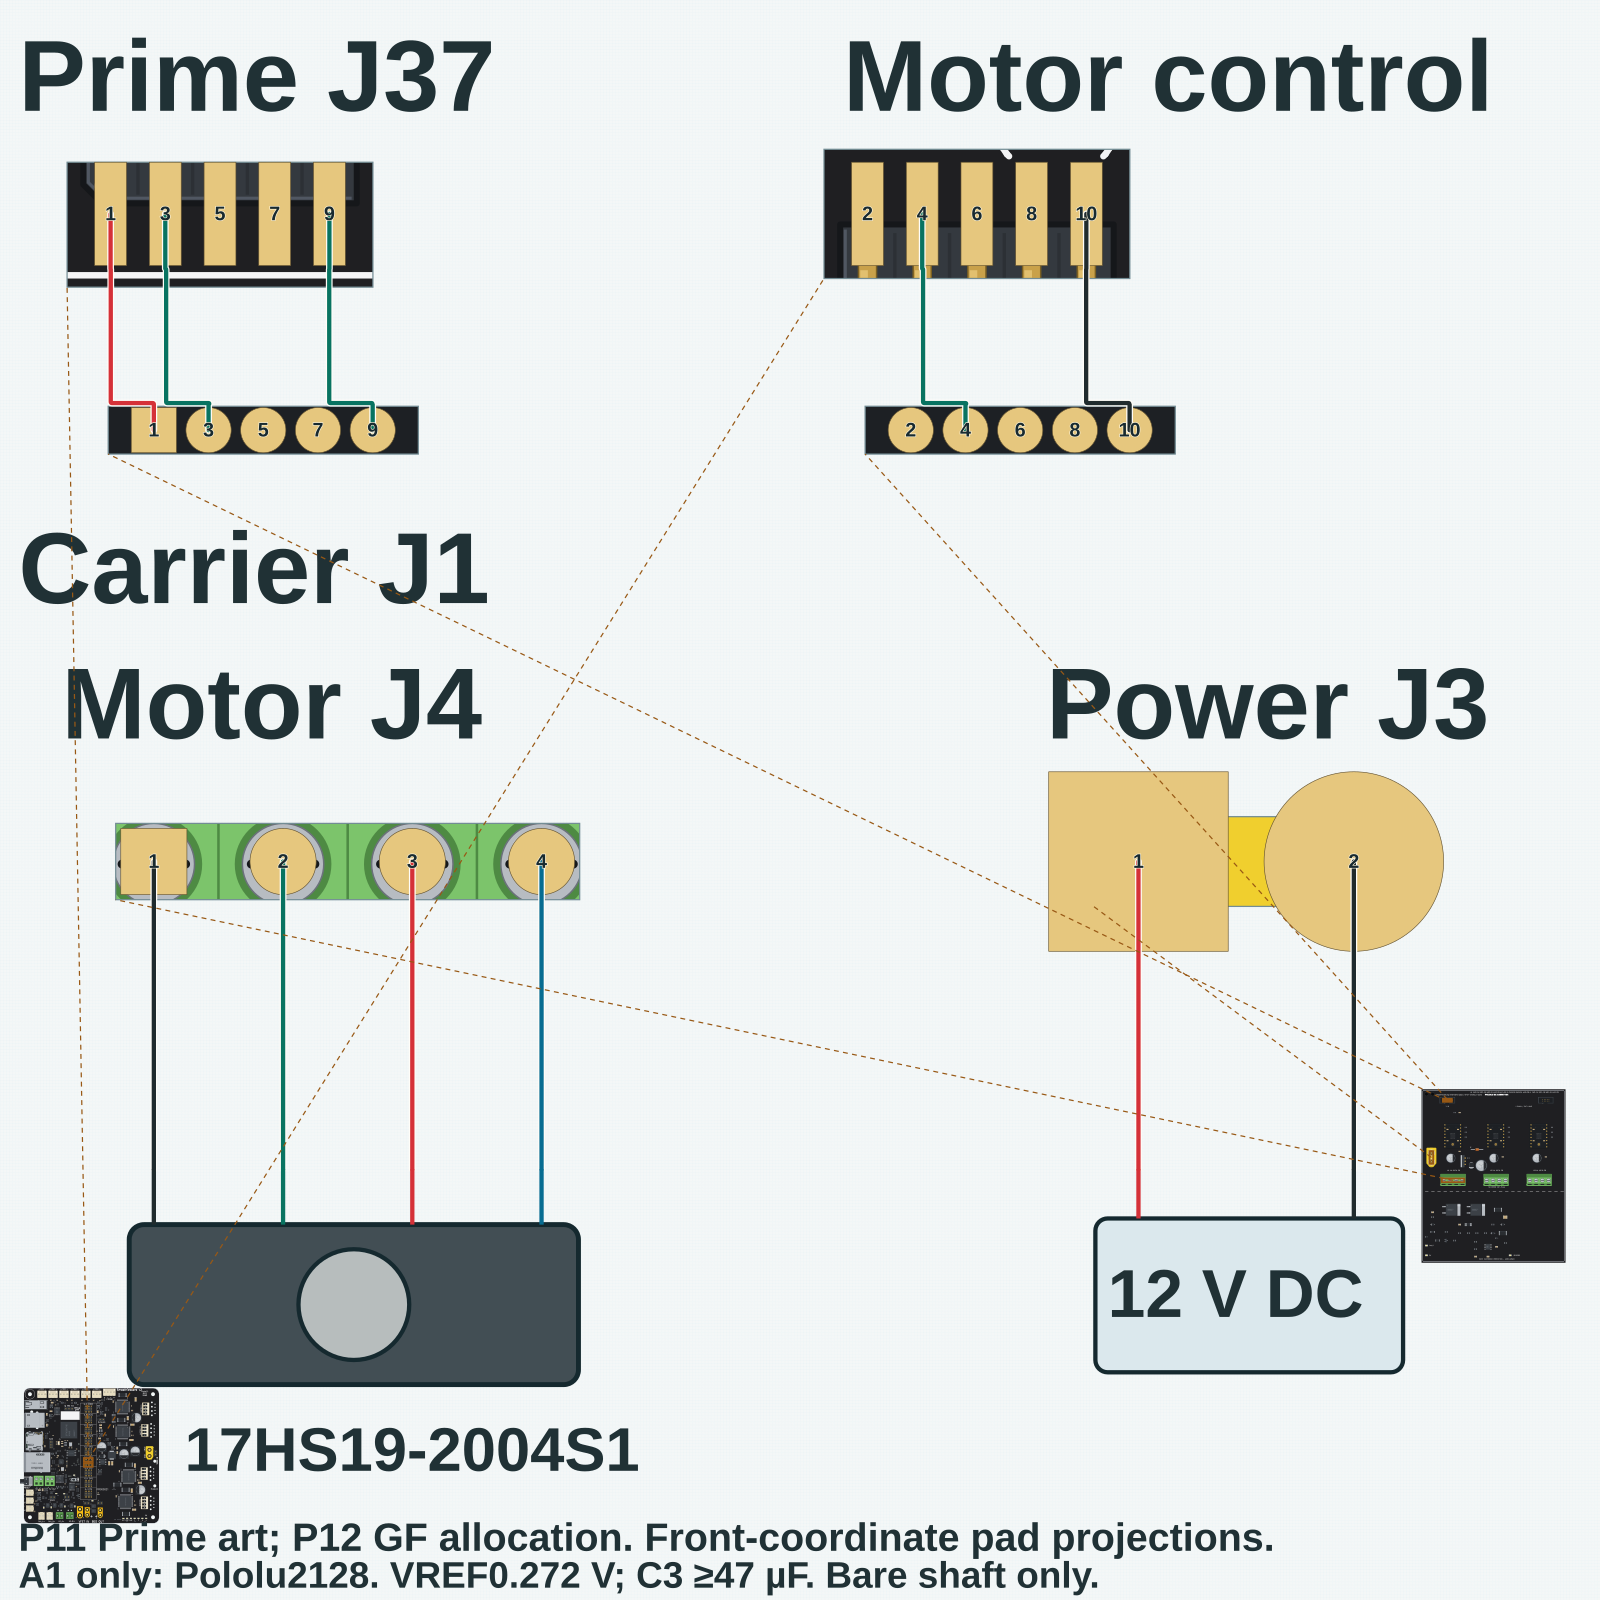 Prime J37
Motor control
1 3 5 7 9
2 4 6 8 10
1 3 5 7 9
2 4 6 8 10
Carrier J1
Motor J4
Power J3
1 2 3 4
1 2
12 V DC
17HS19-2004S1
P11 Prime art; P12 GF allocation. Front-coordinate pad projections.
A1 only: Pololu2128. VREF0.272 V; C3 ≥47 µF. Bare shaft only.